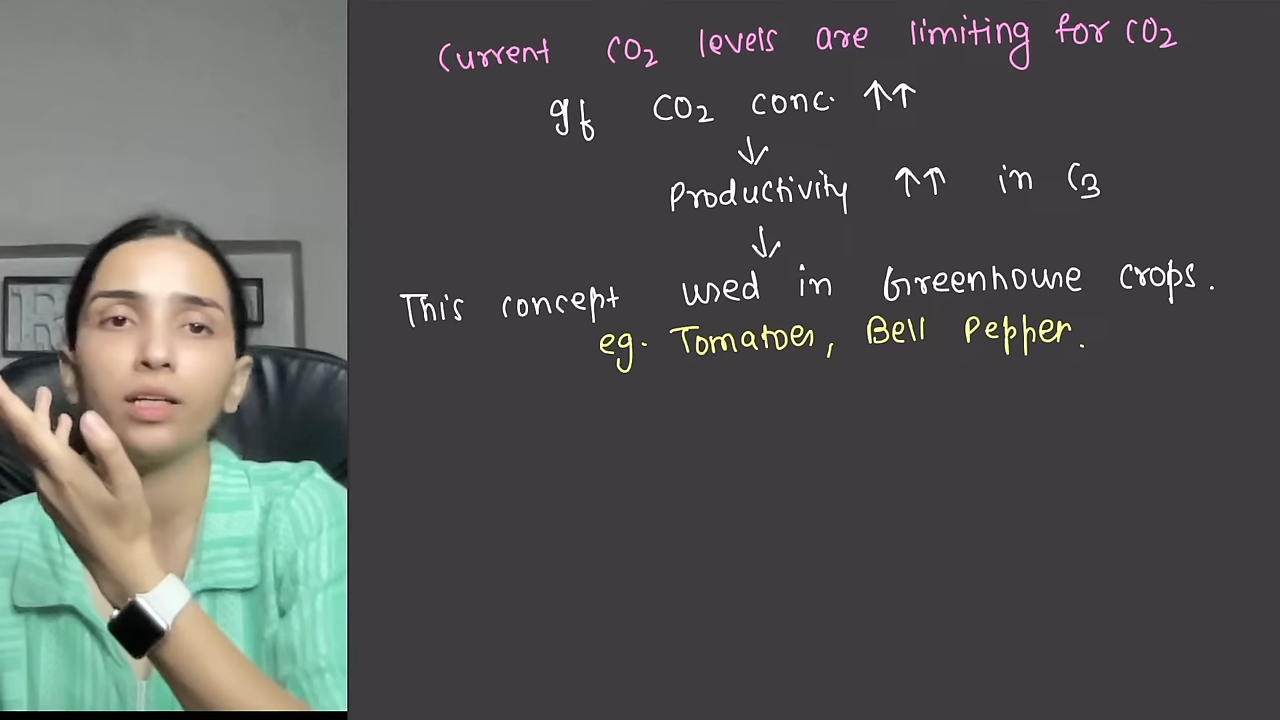 Current CO2 levels are limiting for CO2
If CO2 conc. ↑↑
↓
Productivity ↑↑ in C3
↓
This concept used in Greenhouse crops.
eg. Tomatoes, Bell Pepper.